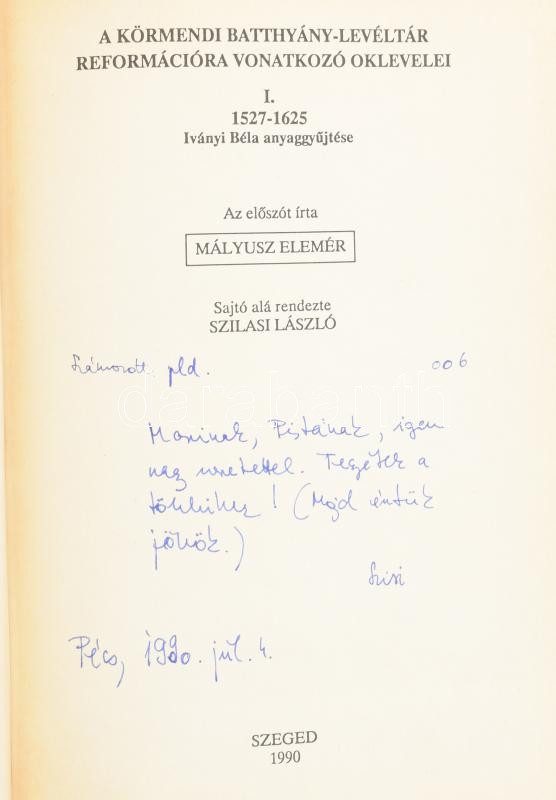 A KÖRMENDI BATTHYÁNY-LEVÉLTÁR
REFORMÁCIÓRA VONATKOZÓ OKLEVELEI
I.
1527-1625
Iványi Béla anyaggyűjtése
Az előszót írta
MÁLYUSZ ELEMÉR
Sajtó alá rendezte
SZILASI LÁSZLÓ
Számozott pld. 006
darabanth
Marinak, Pistának, igen
nagy szeretettel. Tegyétek a
többihez! (Majd értük
jövök.)
Szisi
Pécs, 1990. júl. 4.
SZEGED
1990